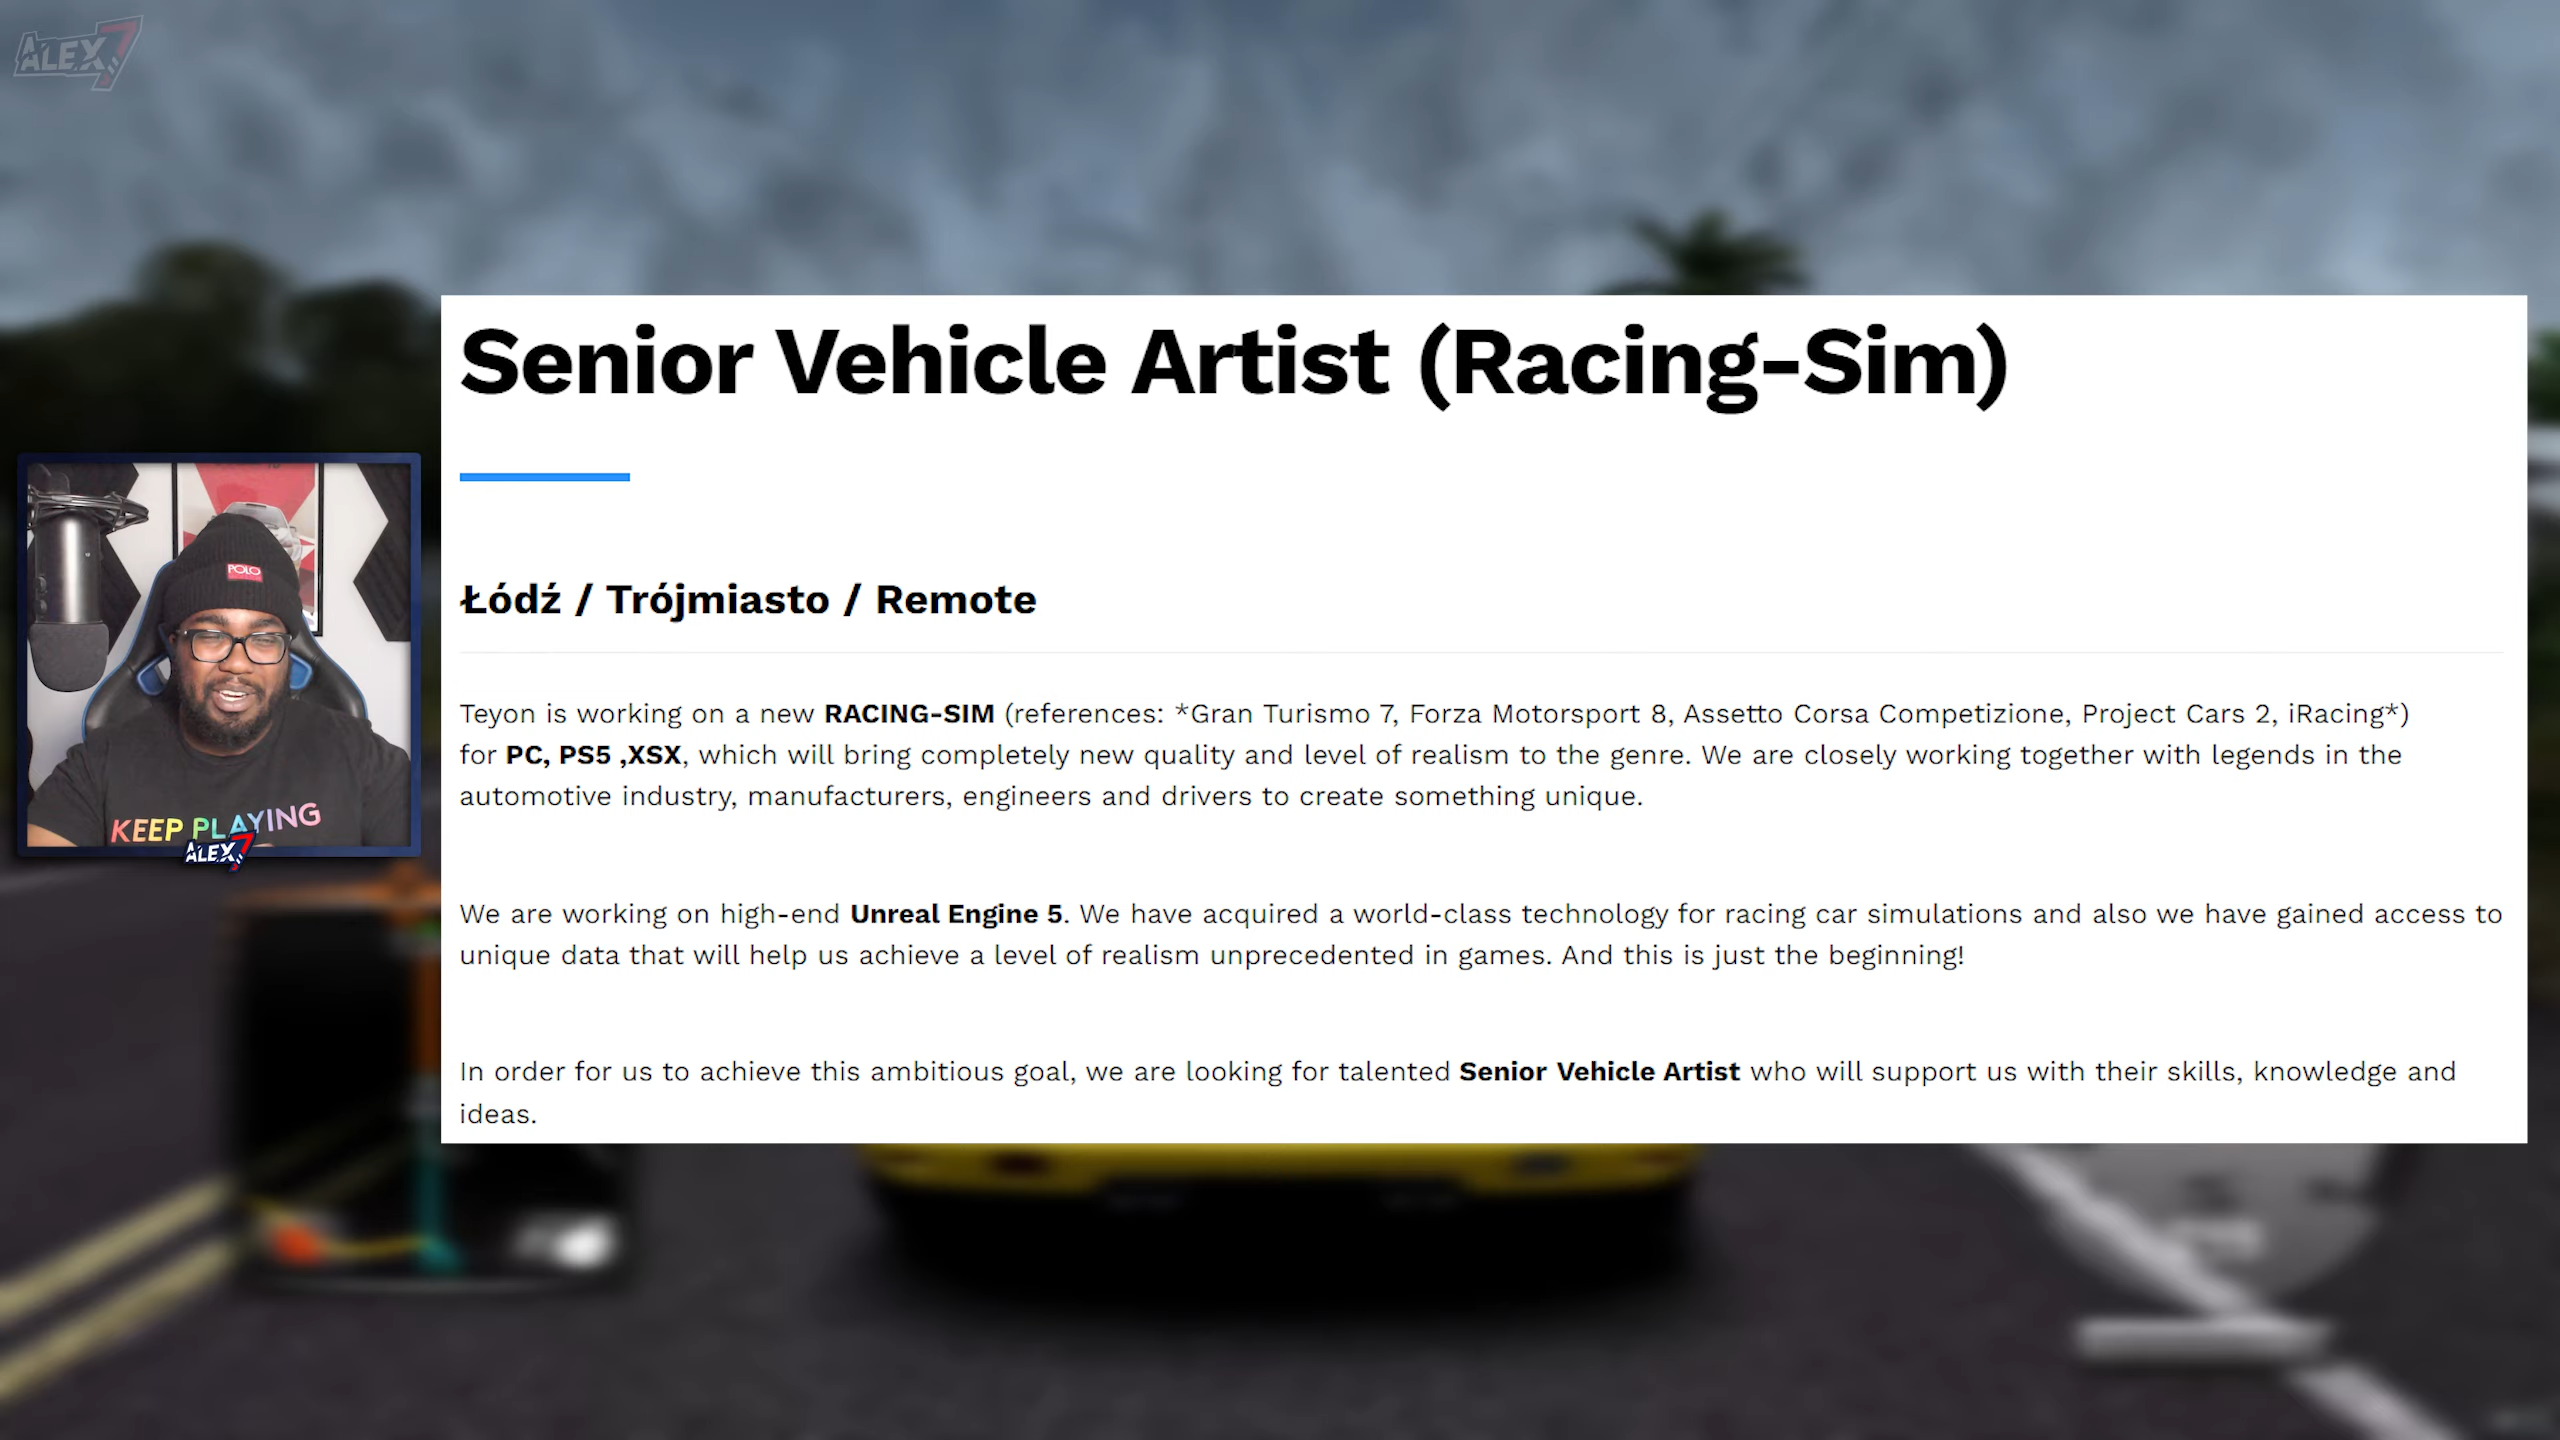 ALEX7
Senior Vehicle Artist (Racing-Sim)
Łódź / Trójmiasto / Remote
POLO
KEEP PLAYING
ALEX7
Teyon is working on a new RACING-SIM (references: *Gran Turismo 7, Forza Motorsport 8, Assetto Corsa Competizione, Project Cars 2, iRacing*)
for PC, PS5 ,XSX, which will bring completely new quality and level of realism to the genre. We are closely working together with legends in the
automotive industry, manufacturers, engineers and drivers to create something unique.
We are working on high-end Unreal Engine 5. We have acquired a world-class technology for racing car simulations and also we have gained access to
unique data that will help us achieve a level of realism unprecedented in games. And this is just the beginning!
In order for us to achieve this ambitious goal, we are looking for talented Senior Vehicle Artist who will support us with their skills, knowledge and
ideas.